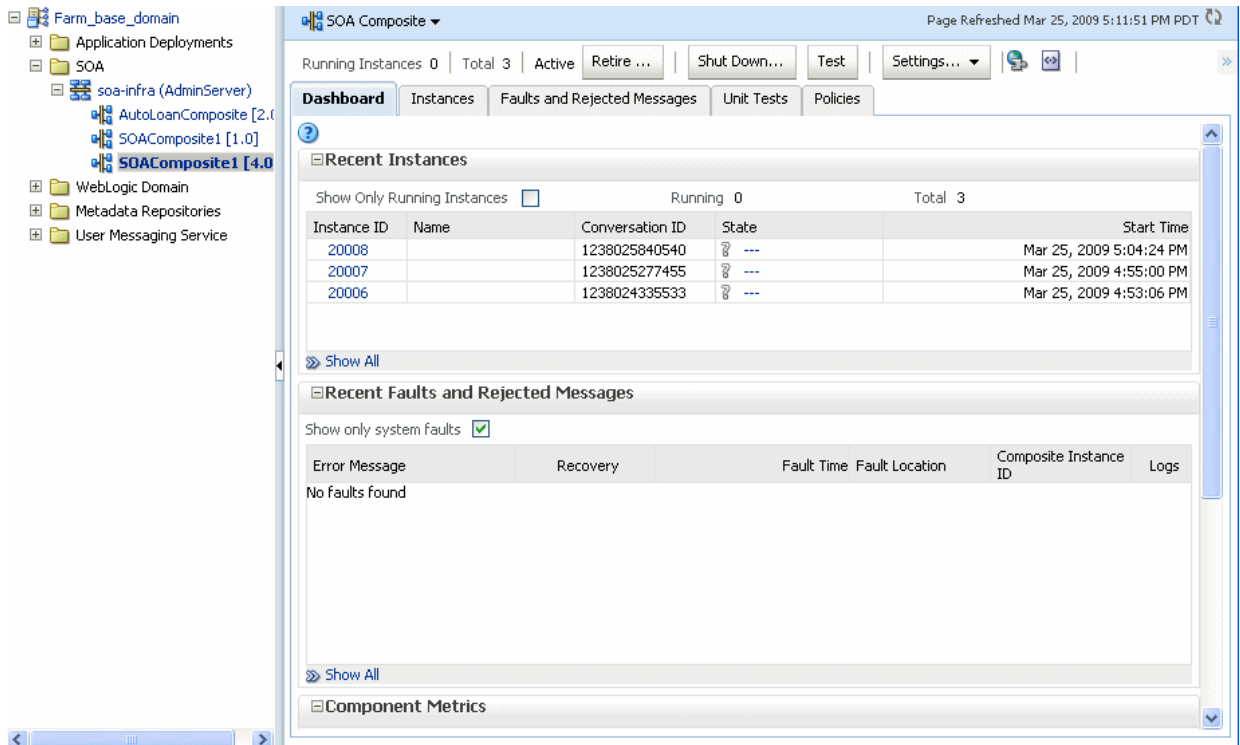 Farm_base_domain
Application Deployments
SOA
soa-infra (AdminServer)
AutoLoanComposite [2.0
SOAComposite1 [1.0]
SOAComposite1 [4.0
WebLogic Domain
Metadata Repositories
User Messaging Service
SOA Composite
Page Refreshed Mar 25, 2009 5:11:51 PM PDT
Running Instances 0 Total 3 Active Retire ... Shut Down... Test Settings...
Dashboard Instances Faults and Rejected Messages Unit Tests Policies
Recent Instances
Show Only Running Instances Running 0 Total 3
Instance ID Name Conversation ID State Start Time
20008 1238025840540 --- Mar 25, 2009 5:04:24 PM
20007 1238025277455 --- Mar 25, 2009 4:55:00 PM
20006 1238024335533 --- Mar 25, 2009 4:53:06 PM
Show All
Recent Faults and Rejected Messages
Show only system faults
Error Message Recovery Fault Time Fault Location Composite Instance ID Logs
No faults found
Show All
Component Metrics